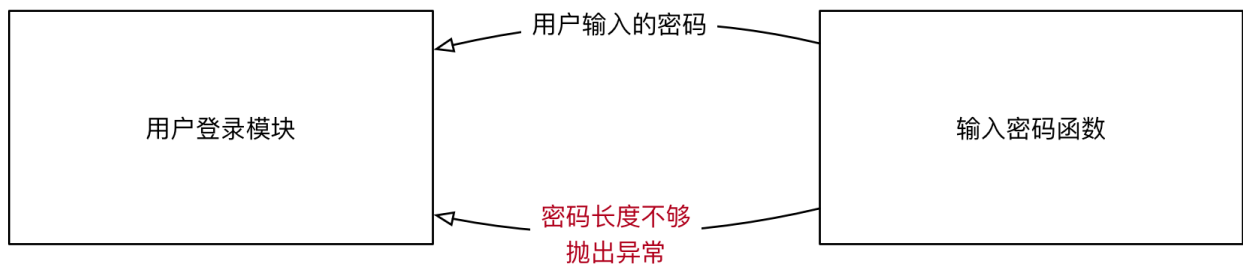 用户输入的密码
用户登录模块
输入密码函数
密码长度不够
抛出异常